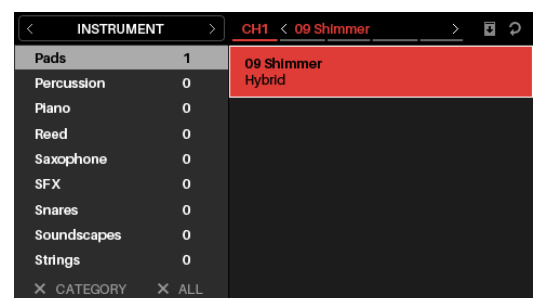 INSTRUMENT
CH1 09 Shimmer
Pads 1
Percussion 0
Piano 0
Reed 0
Saxophone 0
SFX 0
Snares 0
Soundscapes 0
Strings 0
X CATEGORY X ALL
09 Shimmer
Hybrid